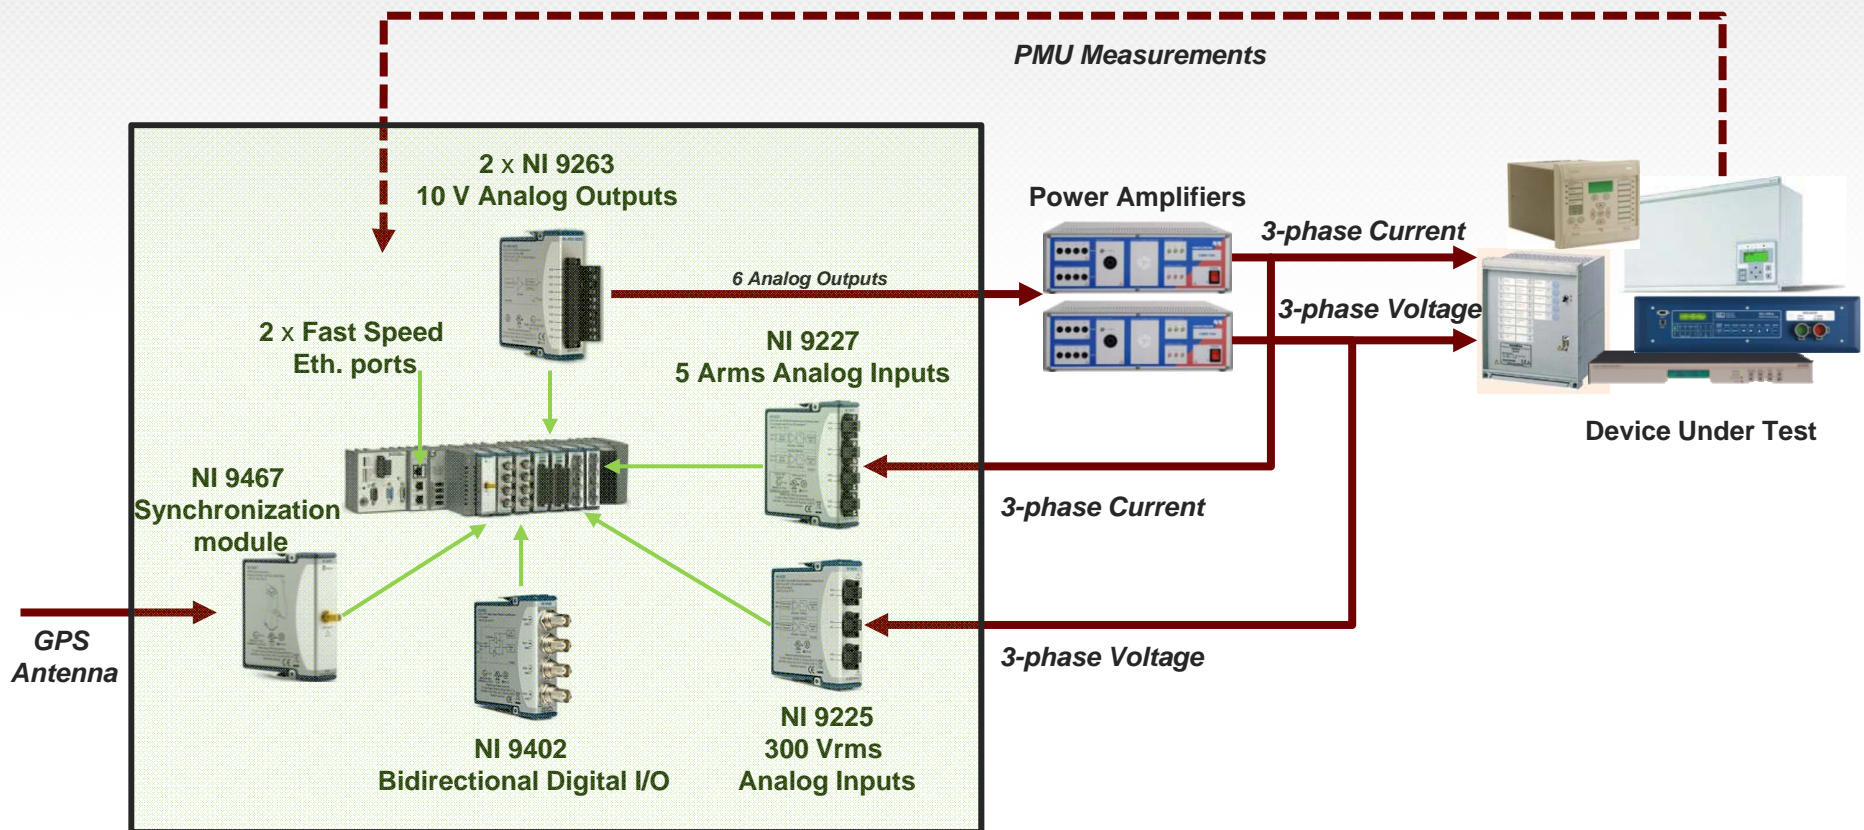 PMU Measurements
2 x NI 9263
10 V Analog Outputs
Power Amplifiers
3-phase Current
6 Analog Outputs
3-phase Voltage
2 x Fast Speed
Eth. ports
NI 9227
5 Arms Analog Inputs
Device Under Test
NI 9467
Synchronization
module
3-phase Current
GPS
Antenna
3-phase Voltage
NI 9402
Bidirectional Digital I/O
NI 9225
300 Vrms
Analog Inputs